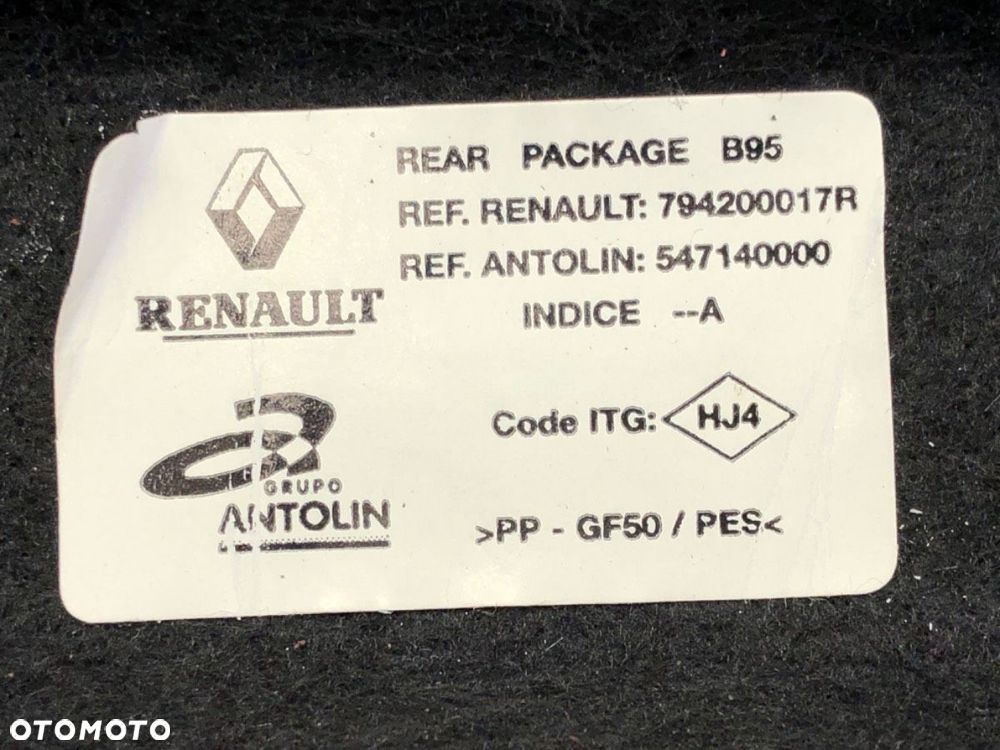 REAR PACKAGE B95
REF. RENAULT: 794200017R
REF. ANTOLIN: 547140000
INDICE --A
RENAULT
Code ITG: HJ4
GRUPO
ANTOLIN
>PP - GF50 / PES<
OTOMOTO